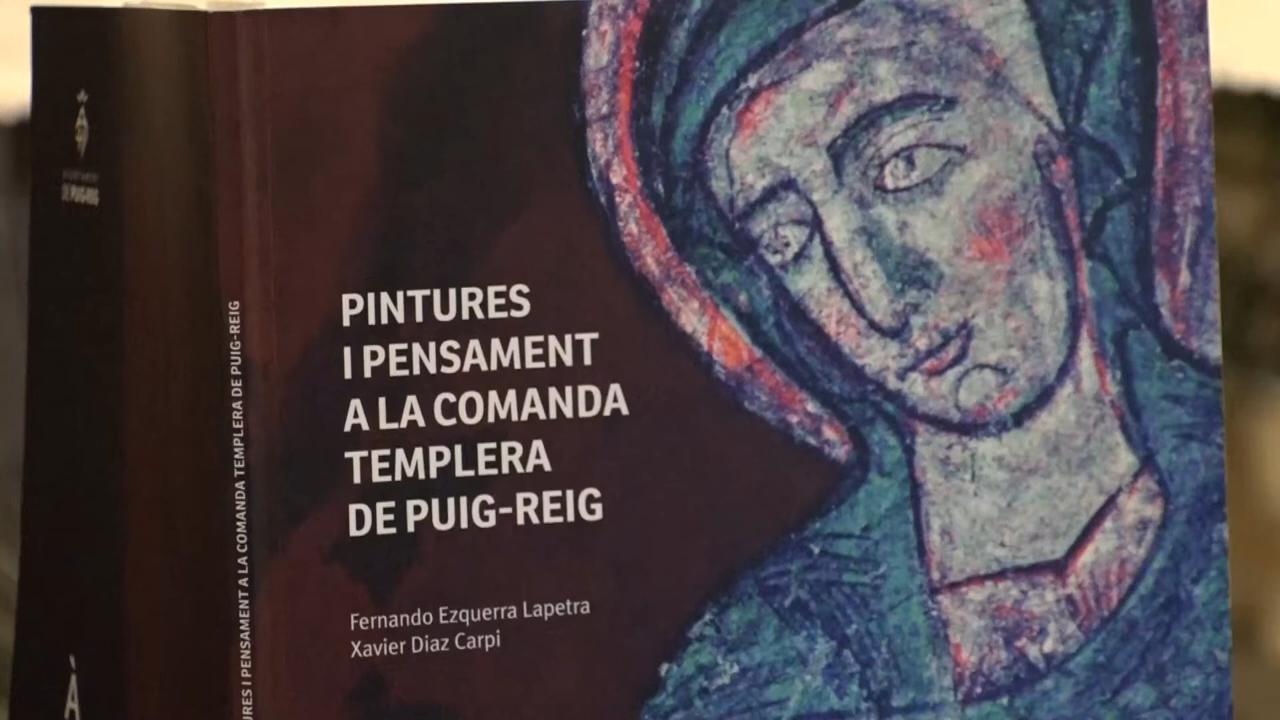 DE PUIG-REIG
URES I PENSAMENT A LA COMANDA TEMPLERA DE PUIG-REIG
PINTURES
I PENSAMENT
A LA COMANDA
TEMPLERA
DE PUIG-REIG
Fernando Ezquerra Lapetra
Xavier Diaz Carpi
À